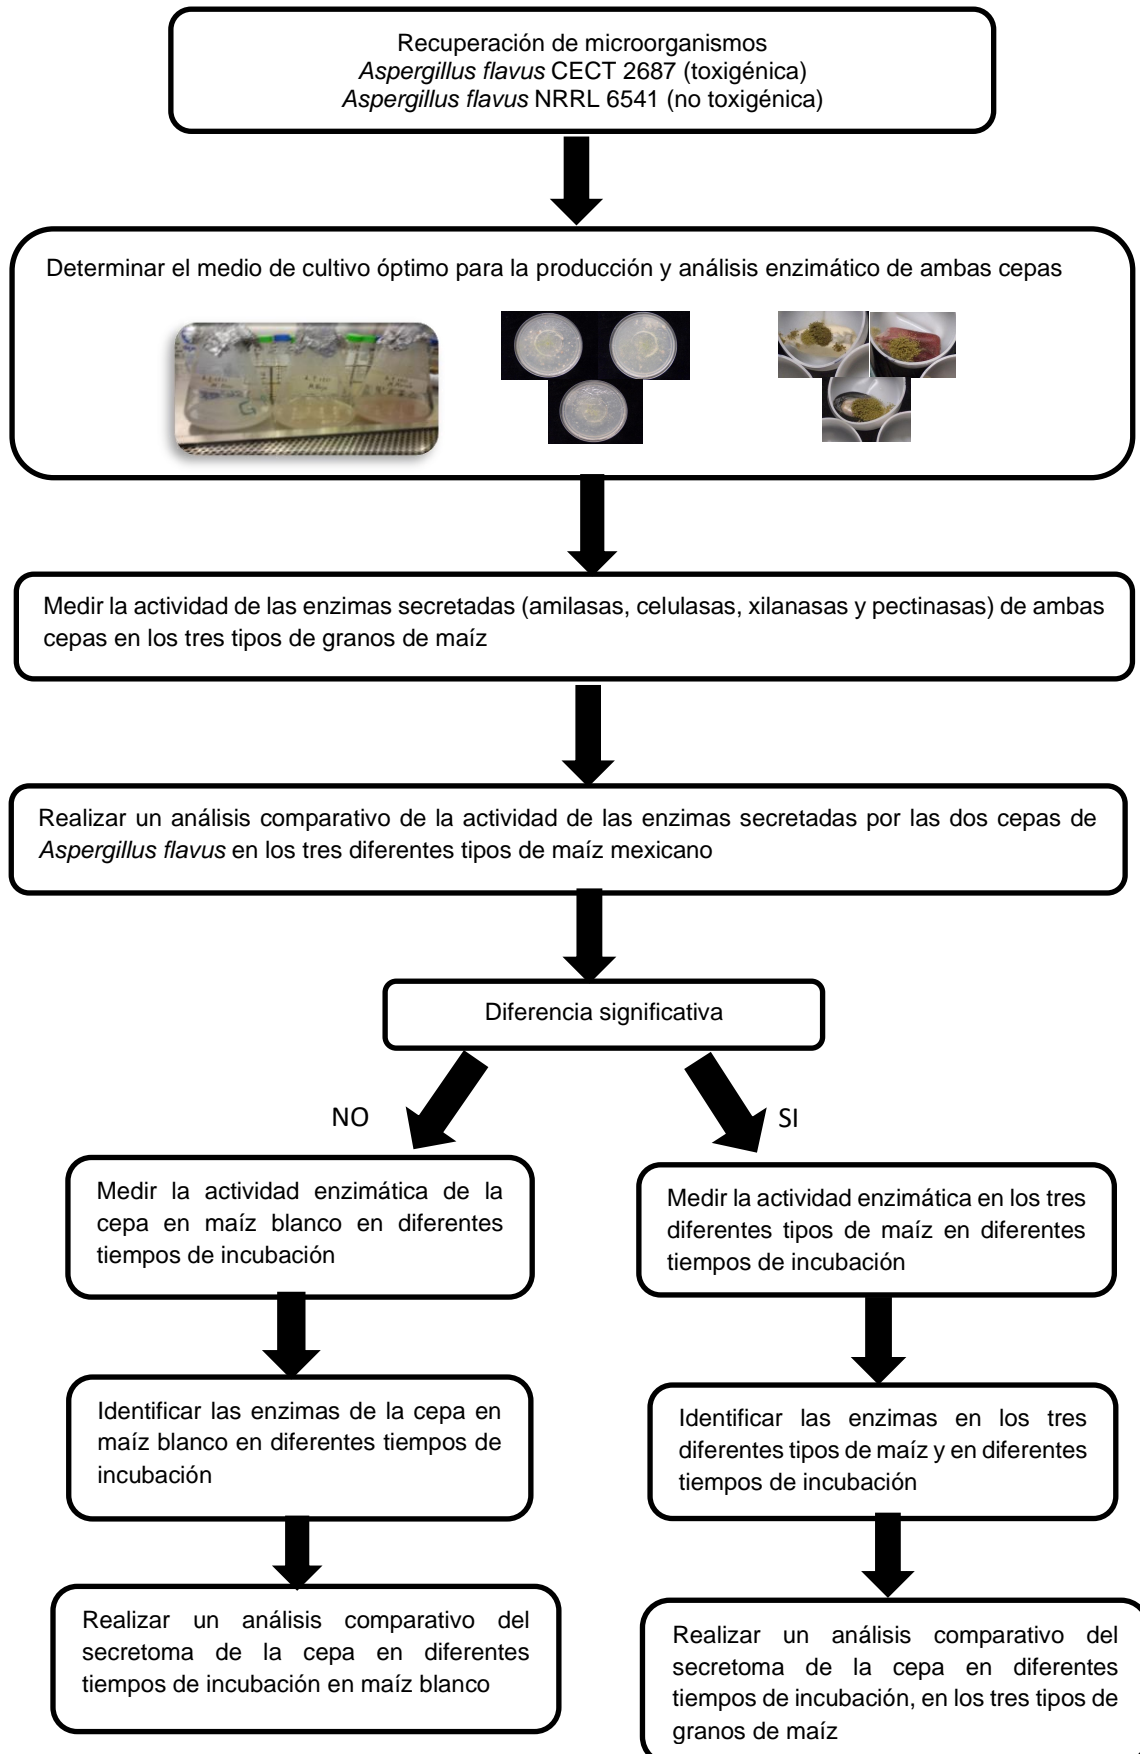 Recuperación de microorganismos
Aspergillus flavus CECT 2687 (toxigénica)
Aspergillus flavus NRRL 6541 (no toxigénica)
Determinar el medio de cultivo óptimo para la producción y análisis enzimático de ambas cepas
Medir la actividad de las enzimas secretadas (amilasas, celulasas, xilanasas y pectinasas) de ambas
cepas en los tres tipos de granos de maíz
Realizar un análisis comparativo de la actividad de las enzimas secretadas por las dos cepas de
Aspergillus flavus en los tres diferentes tipos de maíz mexicano
Diferencia significativa
NO
SI
Medir la actividad enzimática de la
cepa en maíz blanco en diferentes
tiempos de incubación
Medir la actividad enzimática en los tres
diferentes tipos de maíz en diferentes
tiempos de incubación
Identificar las enzimas de la cepa en
maíz blanco en diferentes tiempos de
incubación
Identificar las enzimas en los tres
diferentes tipos de maíz y en diferentes
tiempos de incubación
Realizar un análisis comparativo del
secretoma de la cepa en diferentes
tiempos de incubación en maíz blanco
Realizar un análisis comparativo del
secretoma de la cepa en diferentes
tiempos de incubación, en los tres tipos de
granos de maíz